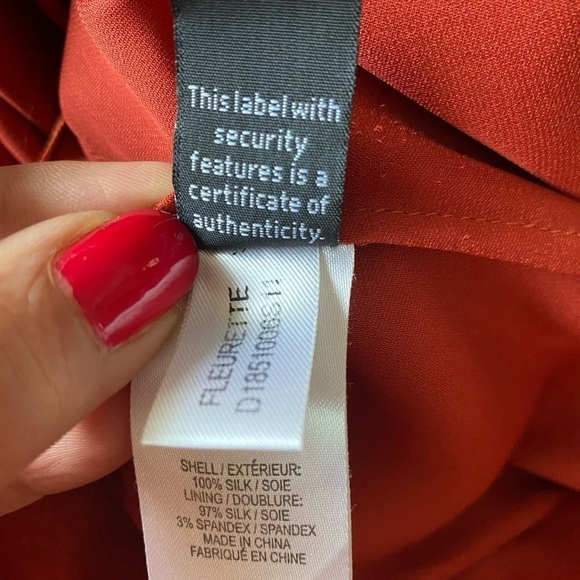 This label with
security
features is a
certificate of
authenticity.
FLEURETTE
SHELL / EXTÉRIEUR:
100% SILK / SOIE
LINING / DOUBLURE:
97% SILK / SOIE
3% SPANDEX / SPANDEX
MADE IN CHINA
FABRIQUÉ EN CHINE